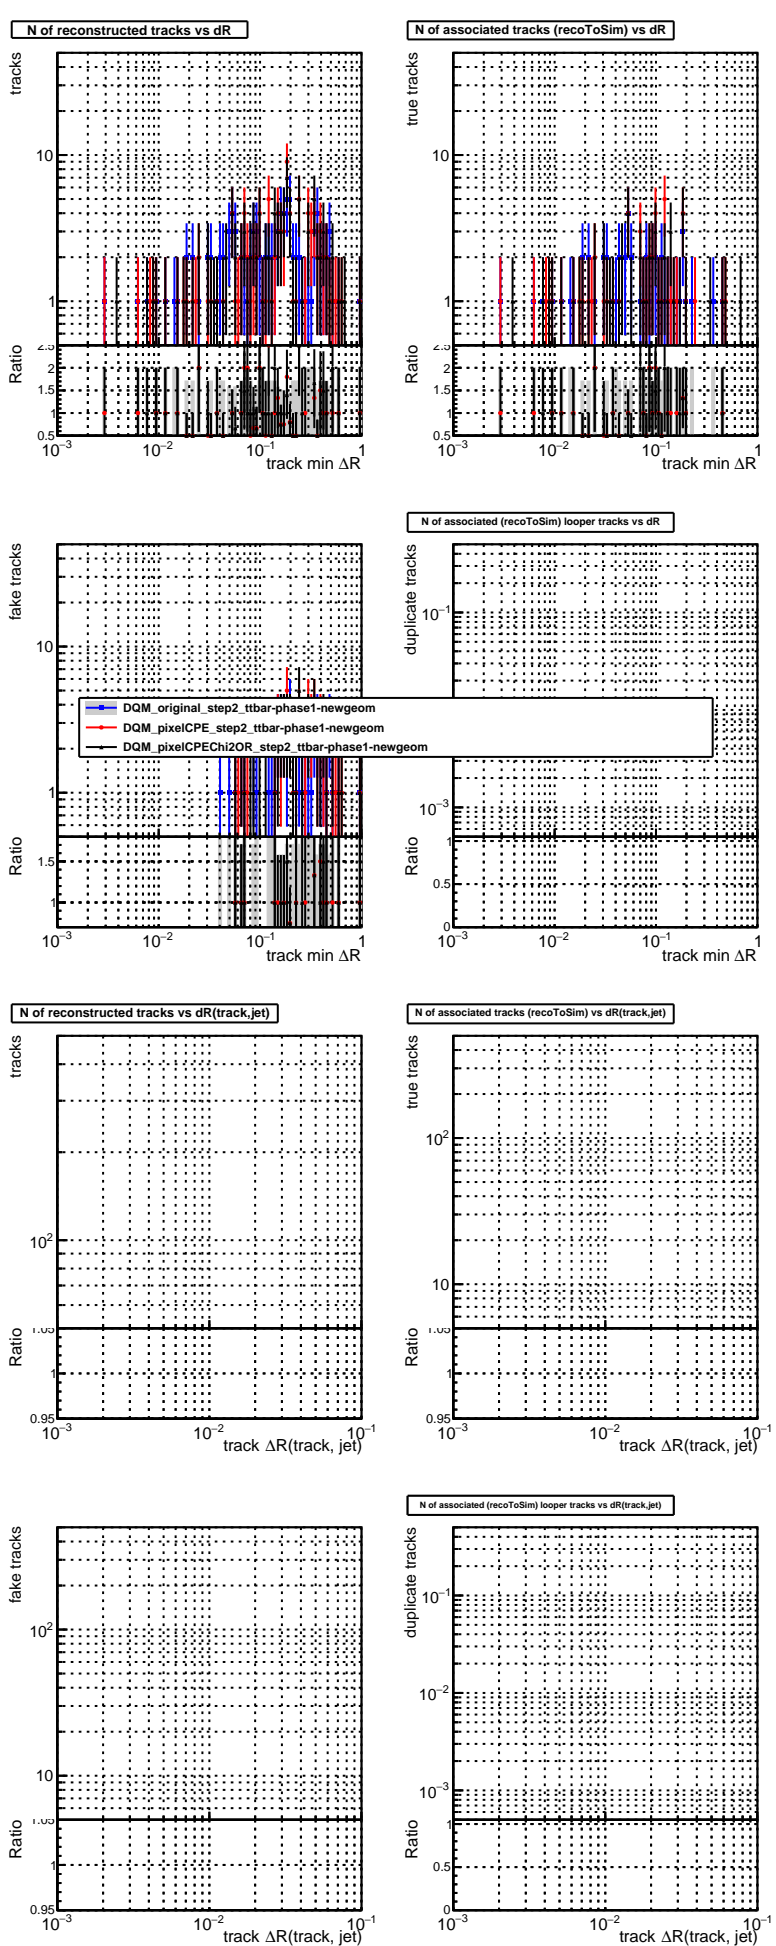 N of reconstructed tracks vs dR
tracks
10
1
Ratio
2.5
2
1.5
1
0.5
10−3
10−2
10−1
1
track min ΔR
N of associated tracks (recoToSim) vs dR
true tracks
10
1
Ratio
2.5
2
1.5
1
0.5
10−3
10−2
10−1
1
track min ΔR
fake tracks
10
1
Ratio
1.5
1
10−3
10−2
10−1
1
track min ΔR
N of associated (recoToSim) looper tracks vs dR
duplicate tracks
10−1
10−3
Ratio
1
0.5
0
10−3
10−2
10−1
1
track min ΔR
DQM_original_step2_ttbar-phase1-newgeom
DQM_pixelCPE_step2_ttbar-phase1-newgeom
DQM_pixelCPEChi2OR_step2_ttbar-phase1-newgeom
N of reconstructed tracks vs dR(track,jet)
tracks
10²
Ratio
1.05
1
0.95
10−3
10−2
10−1
track ΔR(track, jet)
N of associated tracks (recoToSim) vs dR(track,jet)
true tracks
10²
10
Ratio
1.05
1
0.95
10−3
10−2
10−1
track ΔR(track, jet)
fake tracks
10²
10
Ratio
1.05
1
0.95
10−3
10−2
10−1
track ΔR(track, jet)
N of associated (recoToSim) looper tracks vs dR(track,jet)
duplicate tracks
10−1
10−2
10−3
Ratio
1
0.5
0
10−3
10−2
10−1
track ΔR(track, jet)